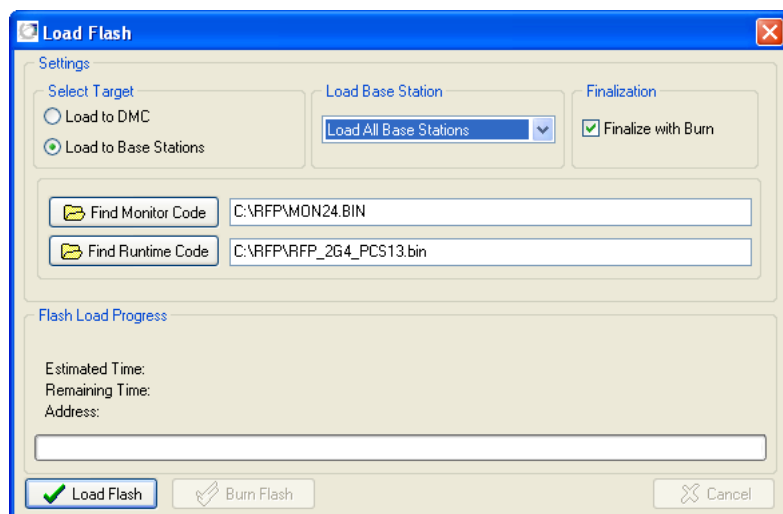 Load Flash
Settings
Select Target
Load to DMC
Load to Base Stations
Load Base Station
Load All Base Stations
Finalization
Finalize with Burn
Find Monitor Code
C:\RFP\MON24.BIN
Find Runtime Code
C:\RFP\RFP_2G4_PCS13.bin
Flash Load Progress
Estimated Time:
Remaining Time:
Address:
Load Flash
Burn Flash
Cancel